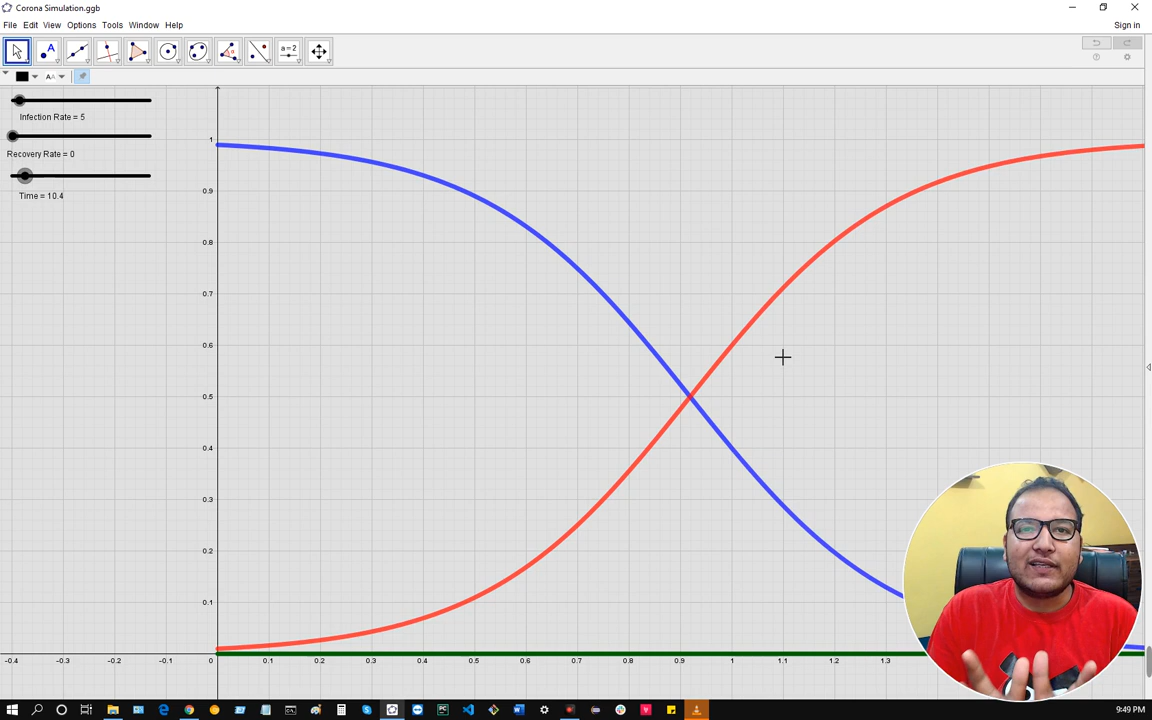 Corona Simulation.ggb
File Edit View Options Tools Window Help
Sign in
A a=2
AA
Infection Rate = 5
Recovery Rate = 0
Time = 10.4
1
0.9
0.8
0.7
0.6
0.5
0.4
0.3
0.2
0.1
-0.4 -0.3 -0.2 -0.1 0 0.1 0.2 0.3 0.4 0.5 0.6 0.7 0.8 0.9 1 1.1 1.2 1.3
9:49 PM